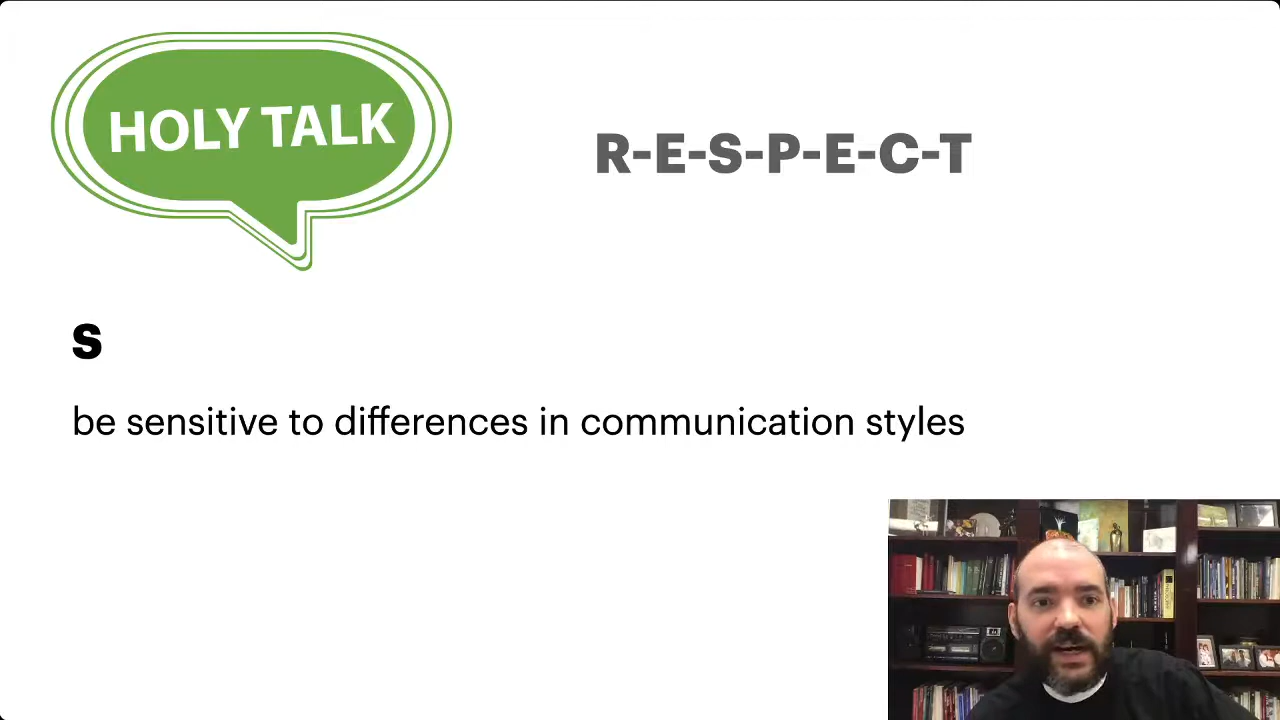 HOLY TALK
R-E-S-P-E-C-T
S
be sensitive to differences in communication styles